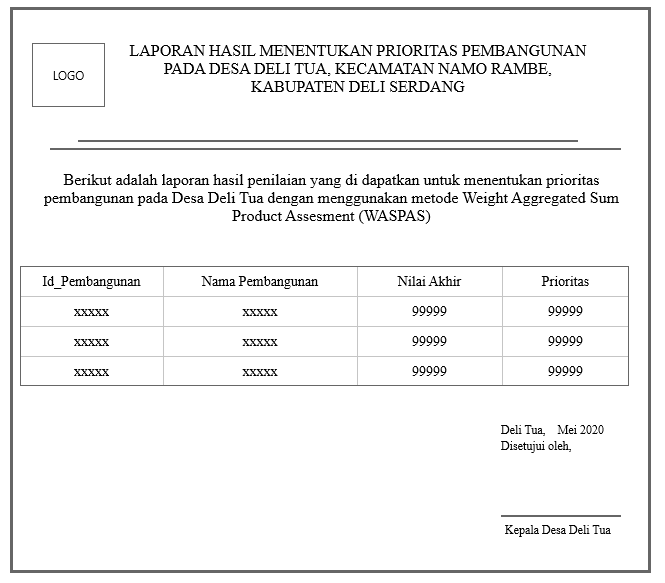 LOGO
LAPORAN HASIL MENENTUKAN PRIORITAS PEMBANGUNAN
PADA DESA DELI TUA, KECAMATAN NAMO RAMBE,
KABUPATEN DELI SERDANG
Berikut adalah laporan hasil penilaian yang di dapatkan untuk menentukan prioritas
pembangunan pada Desa Deli Tua dengan menggunakan metode Weight Aggregated Sum
Product Assesment (WASPAS)
Id_Pembangunan Nama Pembangunan Nilai Akhir Prioritas
xxxxx xxxxx 99999 99999
xxxxx xxxxx 99999 99999
xxxxx xxxxx 99999 99999
Deli Tua, Mei 2020
Disetujui oleh,
Kepala Desa Deli Tua